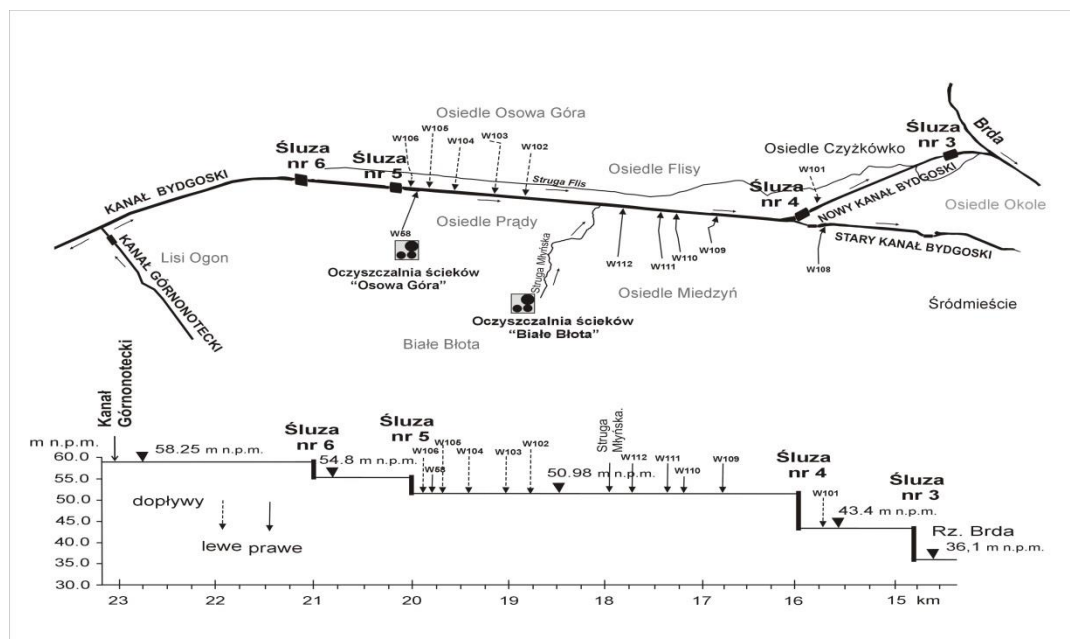 Osiedle Osowa Góra
W106
W105
W104
W103
W102
Śluza
nr 6
Śluza
nr 5
Struga Flis
Osiedle Flisy
Osiedle Czyżkówko
Śluza
nr 3
Brda
W101
Śluza
nr 4
NOWY KANAŁ BYDGOSKI
Osiedle Okole
KANAŁ BYDGOSKI
Osiedle Prądy
STARY KANAŁ BYDGOSKI
KANAŁ GÓRNONOTECKI
Lisi Ogon
W58
Oczyszczalnia ścieków
“Osowa Góra”
Struga Młyńska
W112
W111
W110
W109
W108
Osiedle Miedzyń
Śródmieście
Oczyszczalnia ścieków
“Białe Błota”
Białe Błota
Kanał
Górnonotecki
m n.p.m.
58.25 m n.p.m.
Śluza
nr 6
54.8 m n.p.m.
Śluza
nr 5
W106
W58
W105
W104
W103
W102
50.98 m n.p.m.
Struga
Młyńska.
W112
W111
W110
W109
Śluza
nr 4
W101
43.4 m n.p.m.
Śluza
nr 3
Rz. Brda
36,1 m n.p.m.
60.0
55.0
50.0
45.0
40.0
35.0
30.0
dopływy
lewe prawe
23 22 21 20 19 18 17 16 15 km